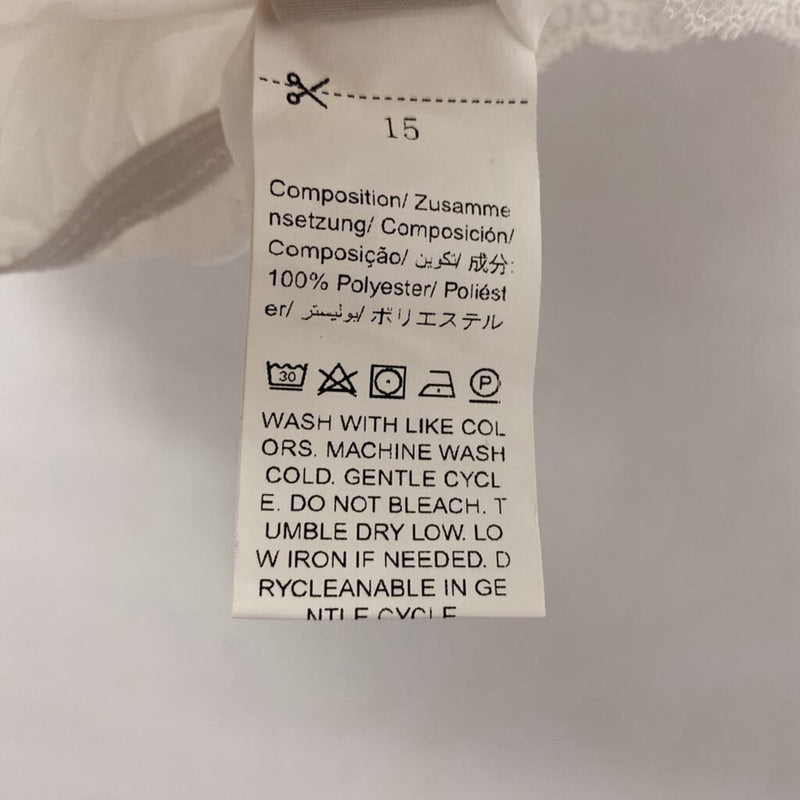 15
Composition/ Zusamme
nsetzung/ Composición/
Composição/ تكوين/ 成分:
100% Polyester/ Poliést
er/ بوليستر/ ポリエステル
30
P
WASH WITH LIKE COL
ORS. MACHINE WASH
COLD. GENTLE CYCL
E. DO NOT BLEACH. T
UMBLE DRY LOW. LO
W IRON IF NEEDED. D
RYCLEANABLE IN GE
NTLE CYCLE